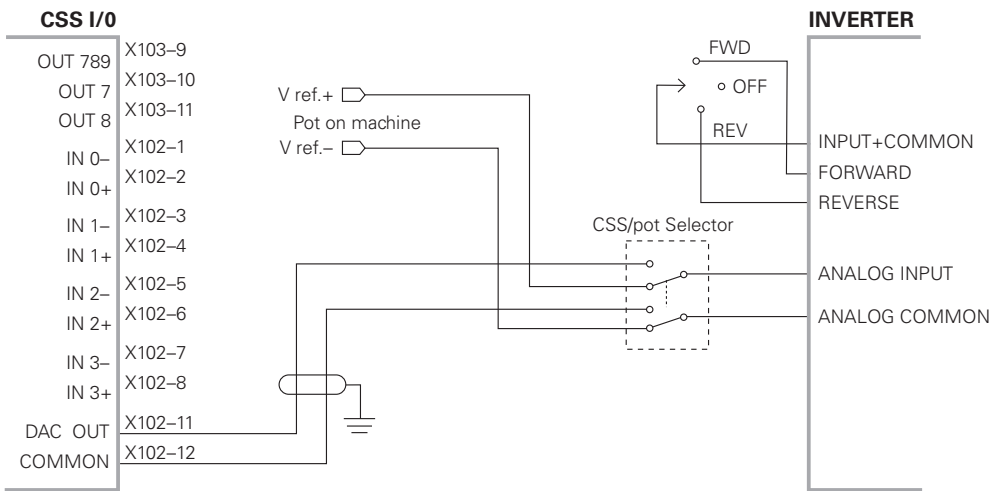 CSS I/0
INVERTER
OUT 789 X103–9
OUT 7 X103–10
OUT 8 X103–11
IN 0– X102–1
IN 0+ X102–2
IN 1– X102–3
IN 1+ X102–4
IN 2– X102–5
IN 2+ X102–6
IN 3– X102–7
IN 3+ X102–8
DAC OUT X102–11
COMMON X102–12
V ref.+
Pot on machine
V ref.–
FWD
OFF
REV
CSS/pot Selector
INPUT+COMMON
FORWARD
REVERSE
ANALOG INPUT
ANALOG COMMON